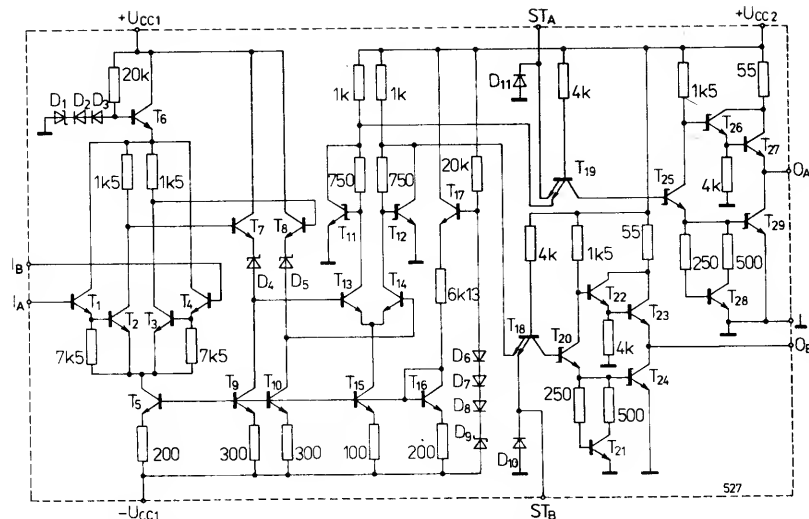 +UCC1 STA +UCC2
20k 55
D1 D2 D3 D11 1k5
T6 1k 1k 4k T26
T27
T19
1k5 1k5 750 750 20k T25 4k OA
T17
T7 T8 T11 T12 4k 1k5 55 T29
IB D4 D5 250 500
IA T13 T14 6k13 T28
T1 T2 T3 T4 T22 T23 ⊥
T18 OB
7k5 7k5 D6 T20 4k
D7 T24
T5 T9 T10 T15 T16 D8 250 500
D9
200 300 300 100 200 D10 T21
527
-UCC1 STB